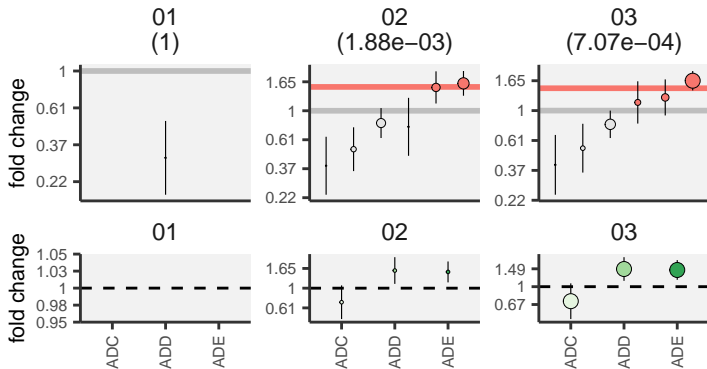 01 02 03
(1) (1.88e−03) (7.07e−04)
fold change
1 0.61 0.37 0.22
1.65 1 0.61 0.37 0.22
1.65 1 0.61 0.37 0.22
01 02 03
fold change
1.05 1.03 1 0.98 0.95
1.65 1 0.61
1.49 1 0.67
ADC ADD ADE ADC ADD ADE ADC ADD ADE